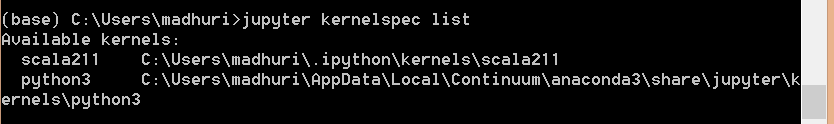 (base) C:\Users\madhuri>jupyter kernelspec list
Available kernels:
  scala211    C:\Users\madhuri\.ipython\kernels\scala211
  python3     C:\Users\madhuri\AppData\Local\Continuum\anaconda3\share\jupyter\k
ernels\python3